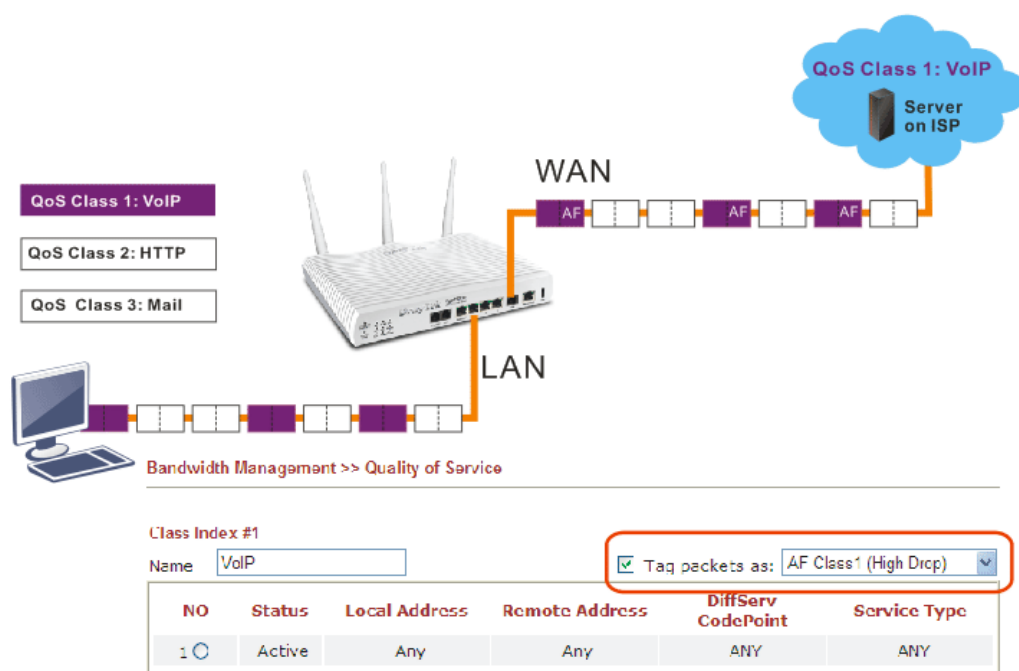 QoS Class 1: VoIP
Server
on ISP
WAN
QoS Class 1: VoIP
AF
AF
AF
QoS Class 2: HTTP
QoS Class 3: Mail
LAN
Bandwidth Management >> Quality of Service
Class Index #1
Name VoIP Tag packets as: AF Class1 (High Drop)
NO Status Local Address Remote Address DiffServ CodePoint Service Type
1 Active Any Any ANY ANY